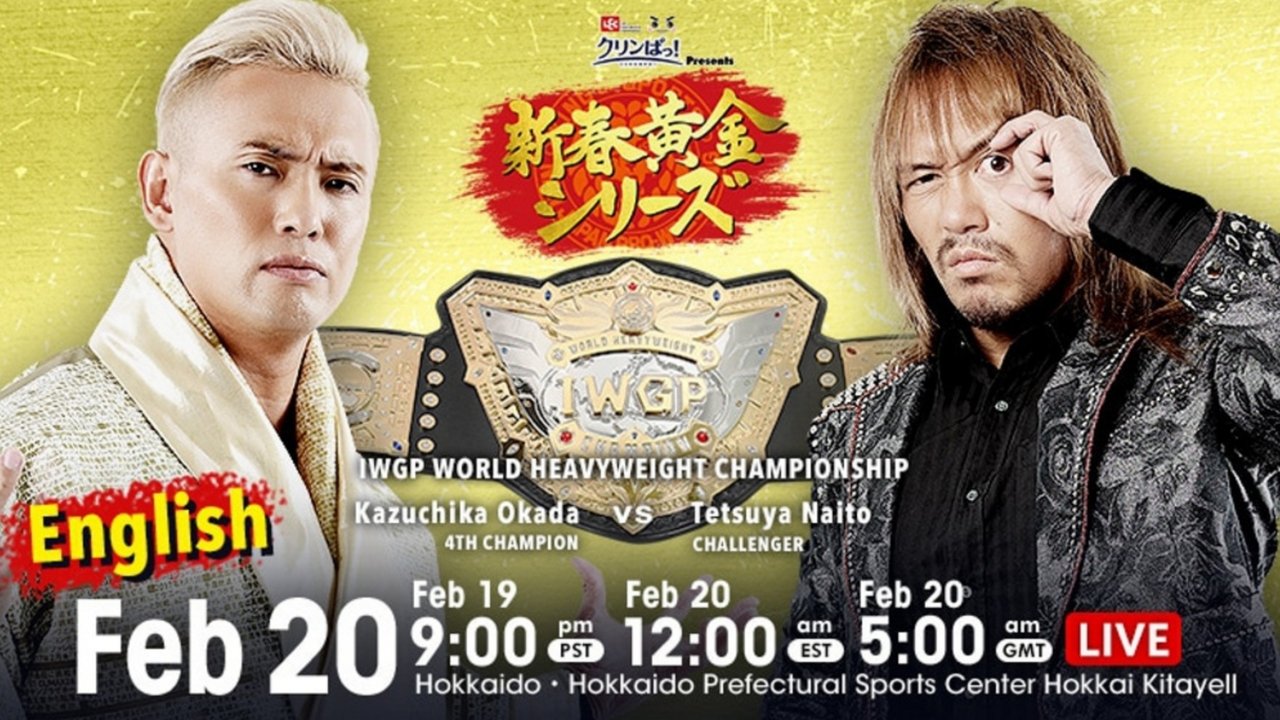 LEC
クリンぱっ!
Presents
新春黄金
シリーズ
WORLD HEAVYWEIGHT
IWGP
CHAMPION
IWGP WORLD HEAVYWEIGHT CHAMPIONSHIP
Kazuchika Okada VS Tetsuya Naito
4TH CHAMPION CHALLENGER
English
Feb 20
Feb 19 Feb 20 Feb 20
9:00 pm PST 12:00 am EST 5:00 am GMT LIVE
Hokkaido・Hokkaido Prefectural Sports Center Hokkai Kitayell